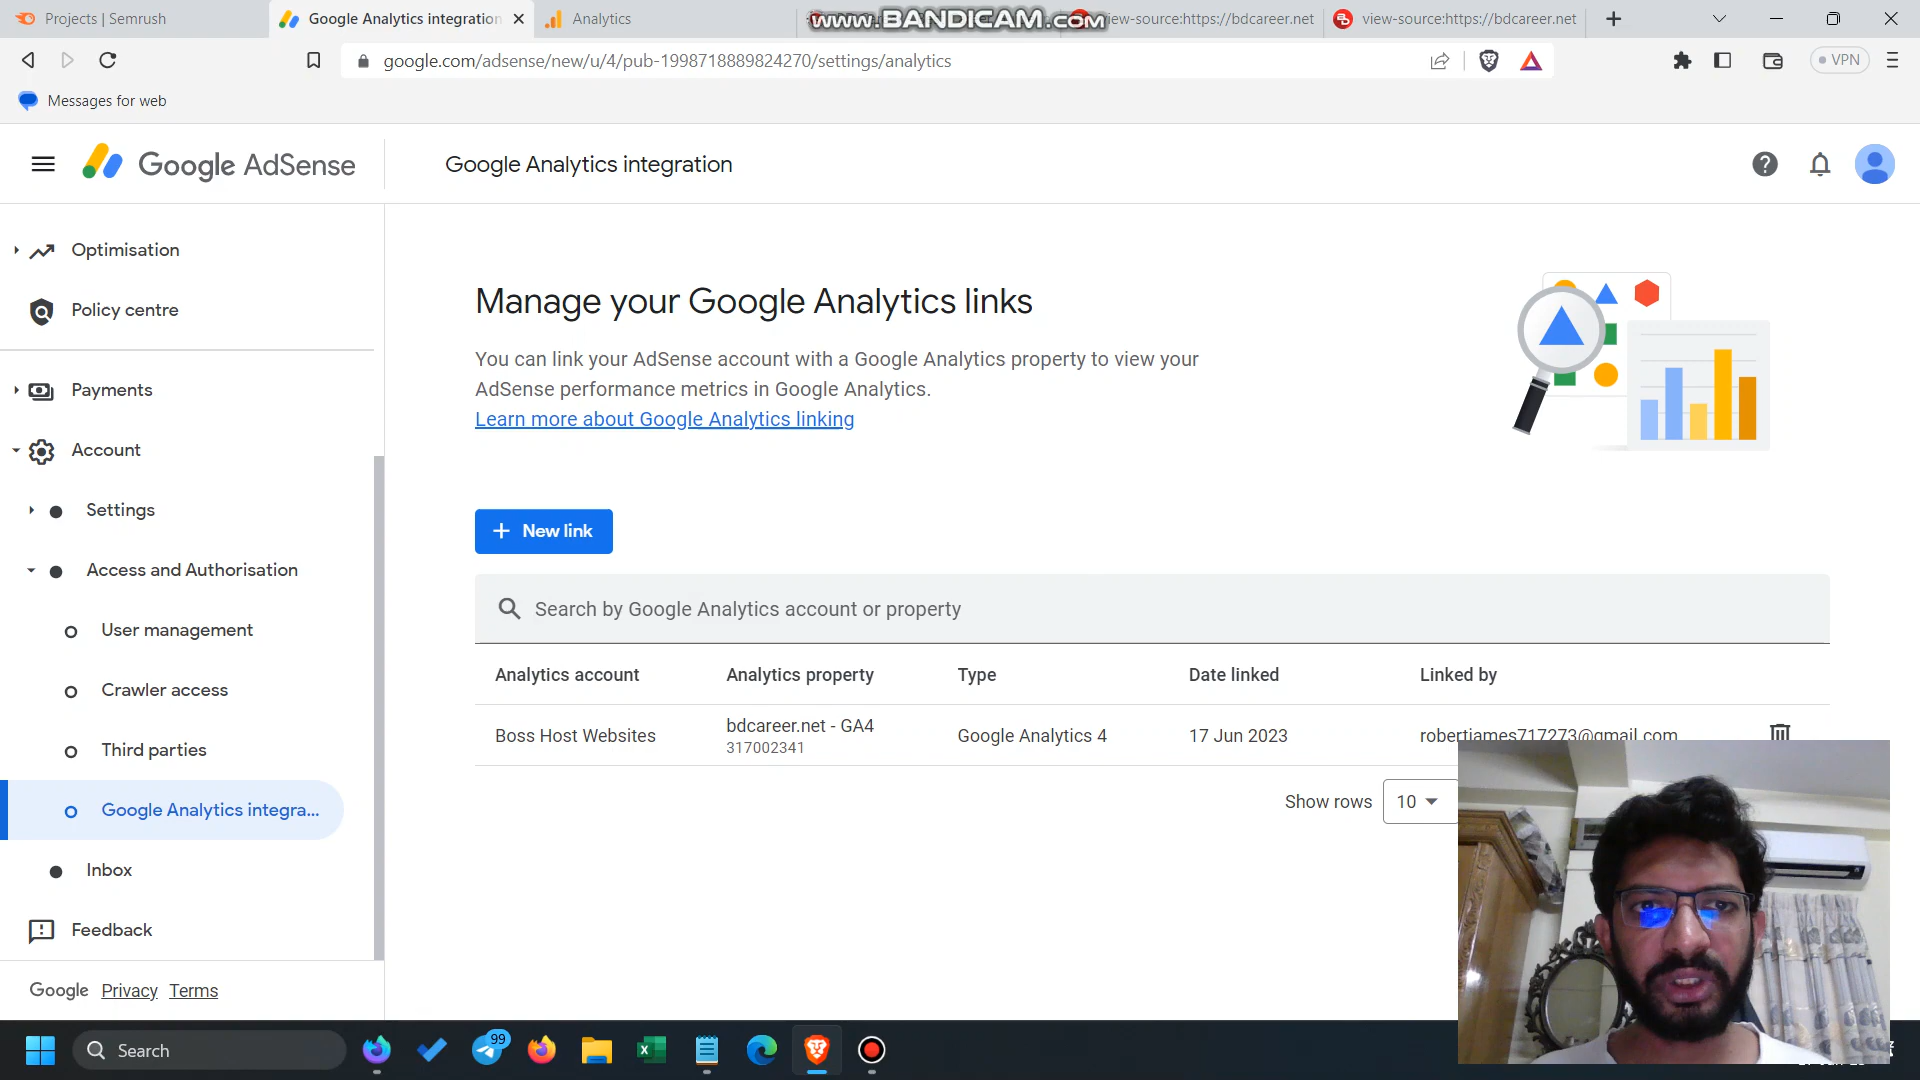 Projects | Semrush
Google Analytics integration
Analytics
www.BANDICAM.com
view-source:https://bdcareer.net
view-source:https://bdcareer.net
google.com/adsense/new/u/4/pub-1998718889824270/settings/analytics
VPN
Messages for web
Google AdSense
Google Analytics integration
Optimisation
Policy centre
Payments
Account
Settings
Access and Authorisation
User management
Crawler access
Third parties
Google Analytics integra...
Inbox
Feedback
Google Privacy Terms
Manage your Google Analytics links
You can link your AdSense account with a Google Analytics property to view your
AdSense performance metrics in Google Analytics.
Learn more about Google Analytics linking
+ New link
Search by Google Analytics account or property
Analytics account Analytics property Type Date linked Linked by
Boss Host Websites bdcareer.net - GA4 Google Analytics 4 17 Jun 2023 robertjames717273@gmail.com
317002341
Show rows 10
Search
99